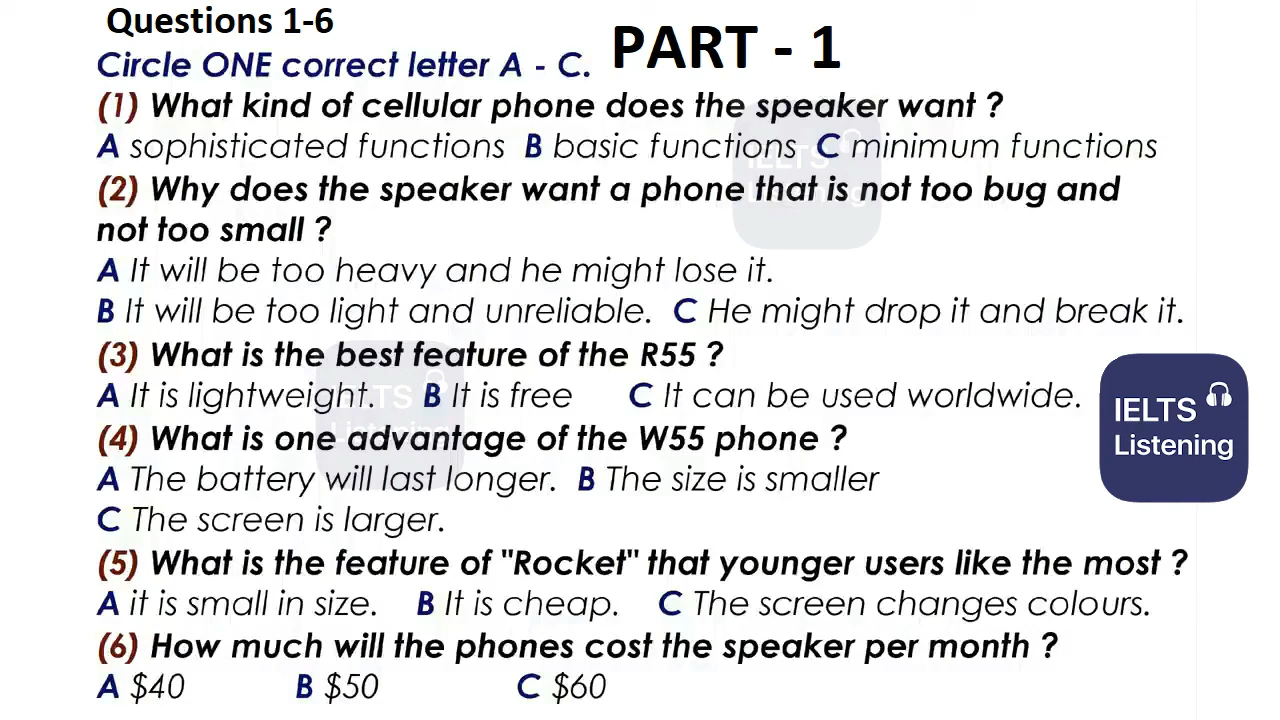 Questions 1-6
PART - 1
Circle ONE correct letter A - C.
(1) What kind of cellular phone does the speaker want ?
A sophisticated functions B basic functions C minimum functions
(2) Why does the speaker want a phone that is not too bug and
not too small ?
A It will be too heavy and he might lose it.
B It will be too light and unreliable. C He might drop it and break it.
(3) What is the best feature of the R55 ?
A It is lightweight. B It is free C It can be used worldwide.
(4) What is one advantage of the W55 phone ?
A The battery will last longer. B The size is smaller
C The screen is larger.
(5) What is the feature of "Rocket" that younger users like the most ?
A it is small in size. B It is cheap. C The screen changes colours.
(6) How much will the phones cost the speaker per month ?
A $40 B $50 C $60
IELTS
Listening
IELTS
Listening
IELTS
Listening